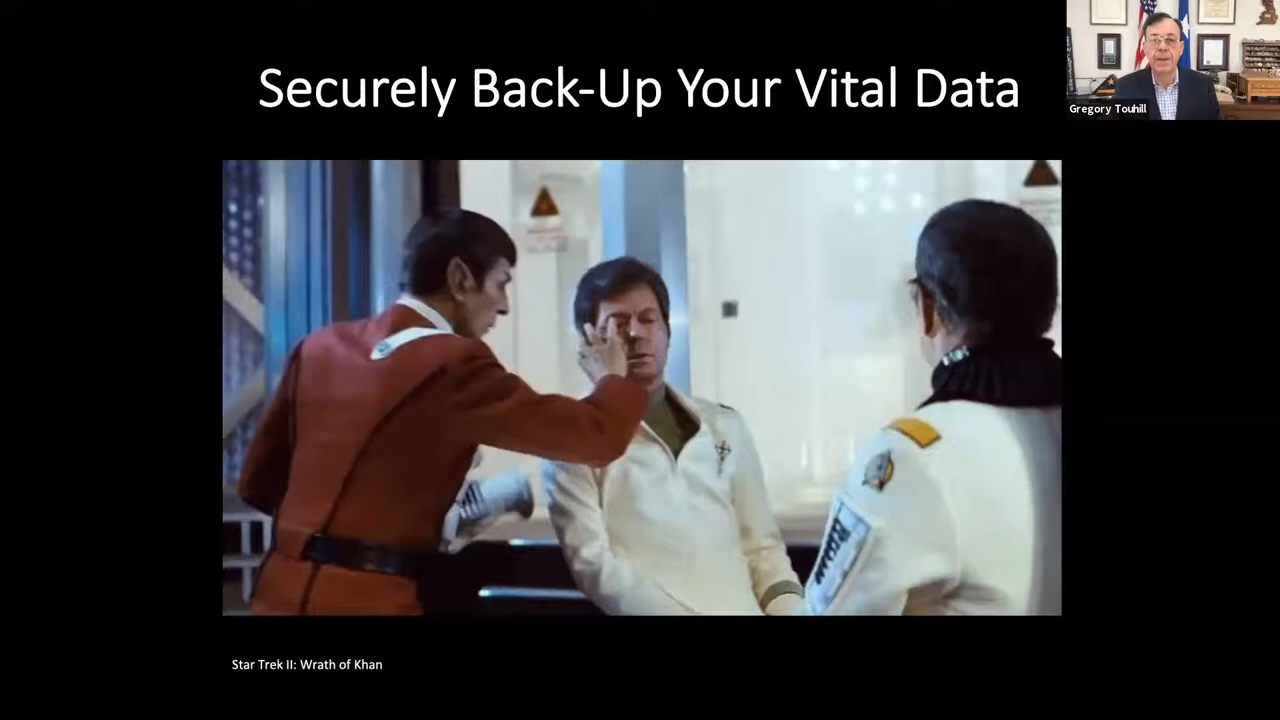 Securely Back-Up Your Vital Data
Gregory Touhill
Star Trek II: Wrath of Khan